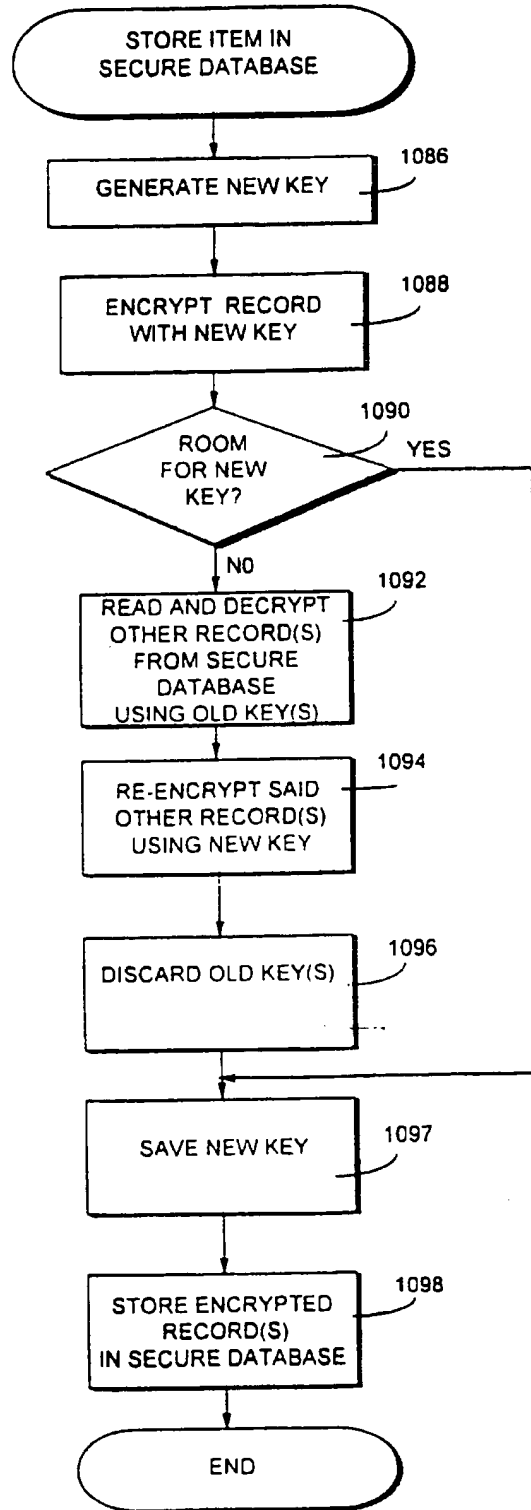 STORE ITEM IN
SECURE DATABASE
1086
GENERATE NEW KEY
1088
ENCRYPT RECORD
WITH NEW KEY
1090
ROOM
FOR NEW
KEY?
YES
NO
1092
READ AND DECRYPT
OTHER RECORD(S)
FROM SECURE
DATABASE
USING OLD KEY(S)
1094
RE-ENCRYPT SAID
OTHER RECORD(S)
USING NEW KEY
1096
DISCARD OLD KEY(S)
1097
SAVE NEW KEY
1098
STORE ENCRYPTED
RECORD(S)
IN SECURE DATABASE
END